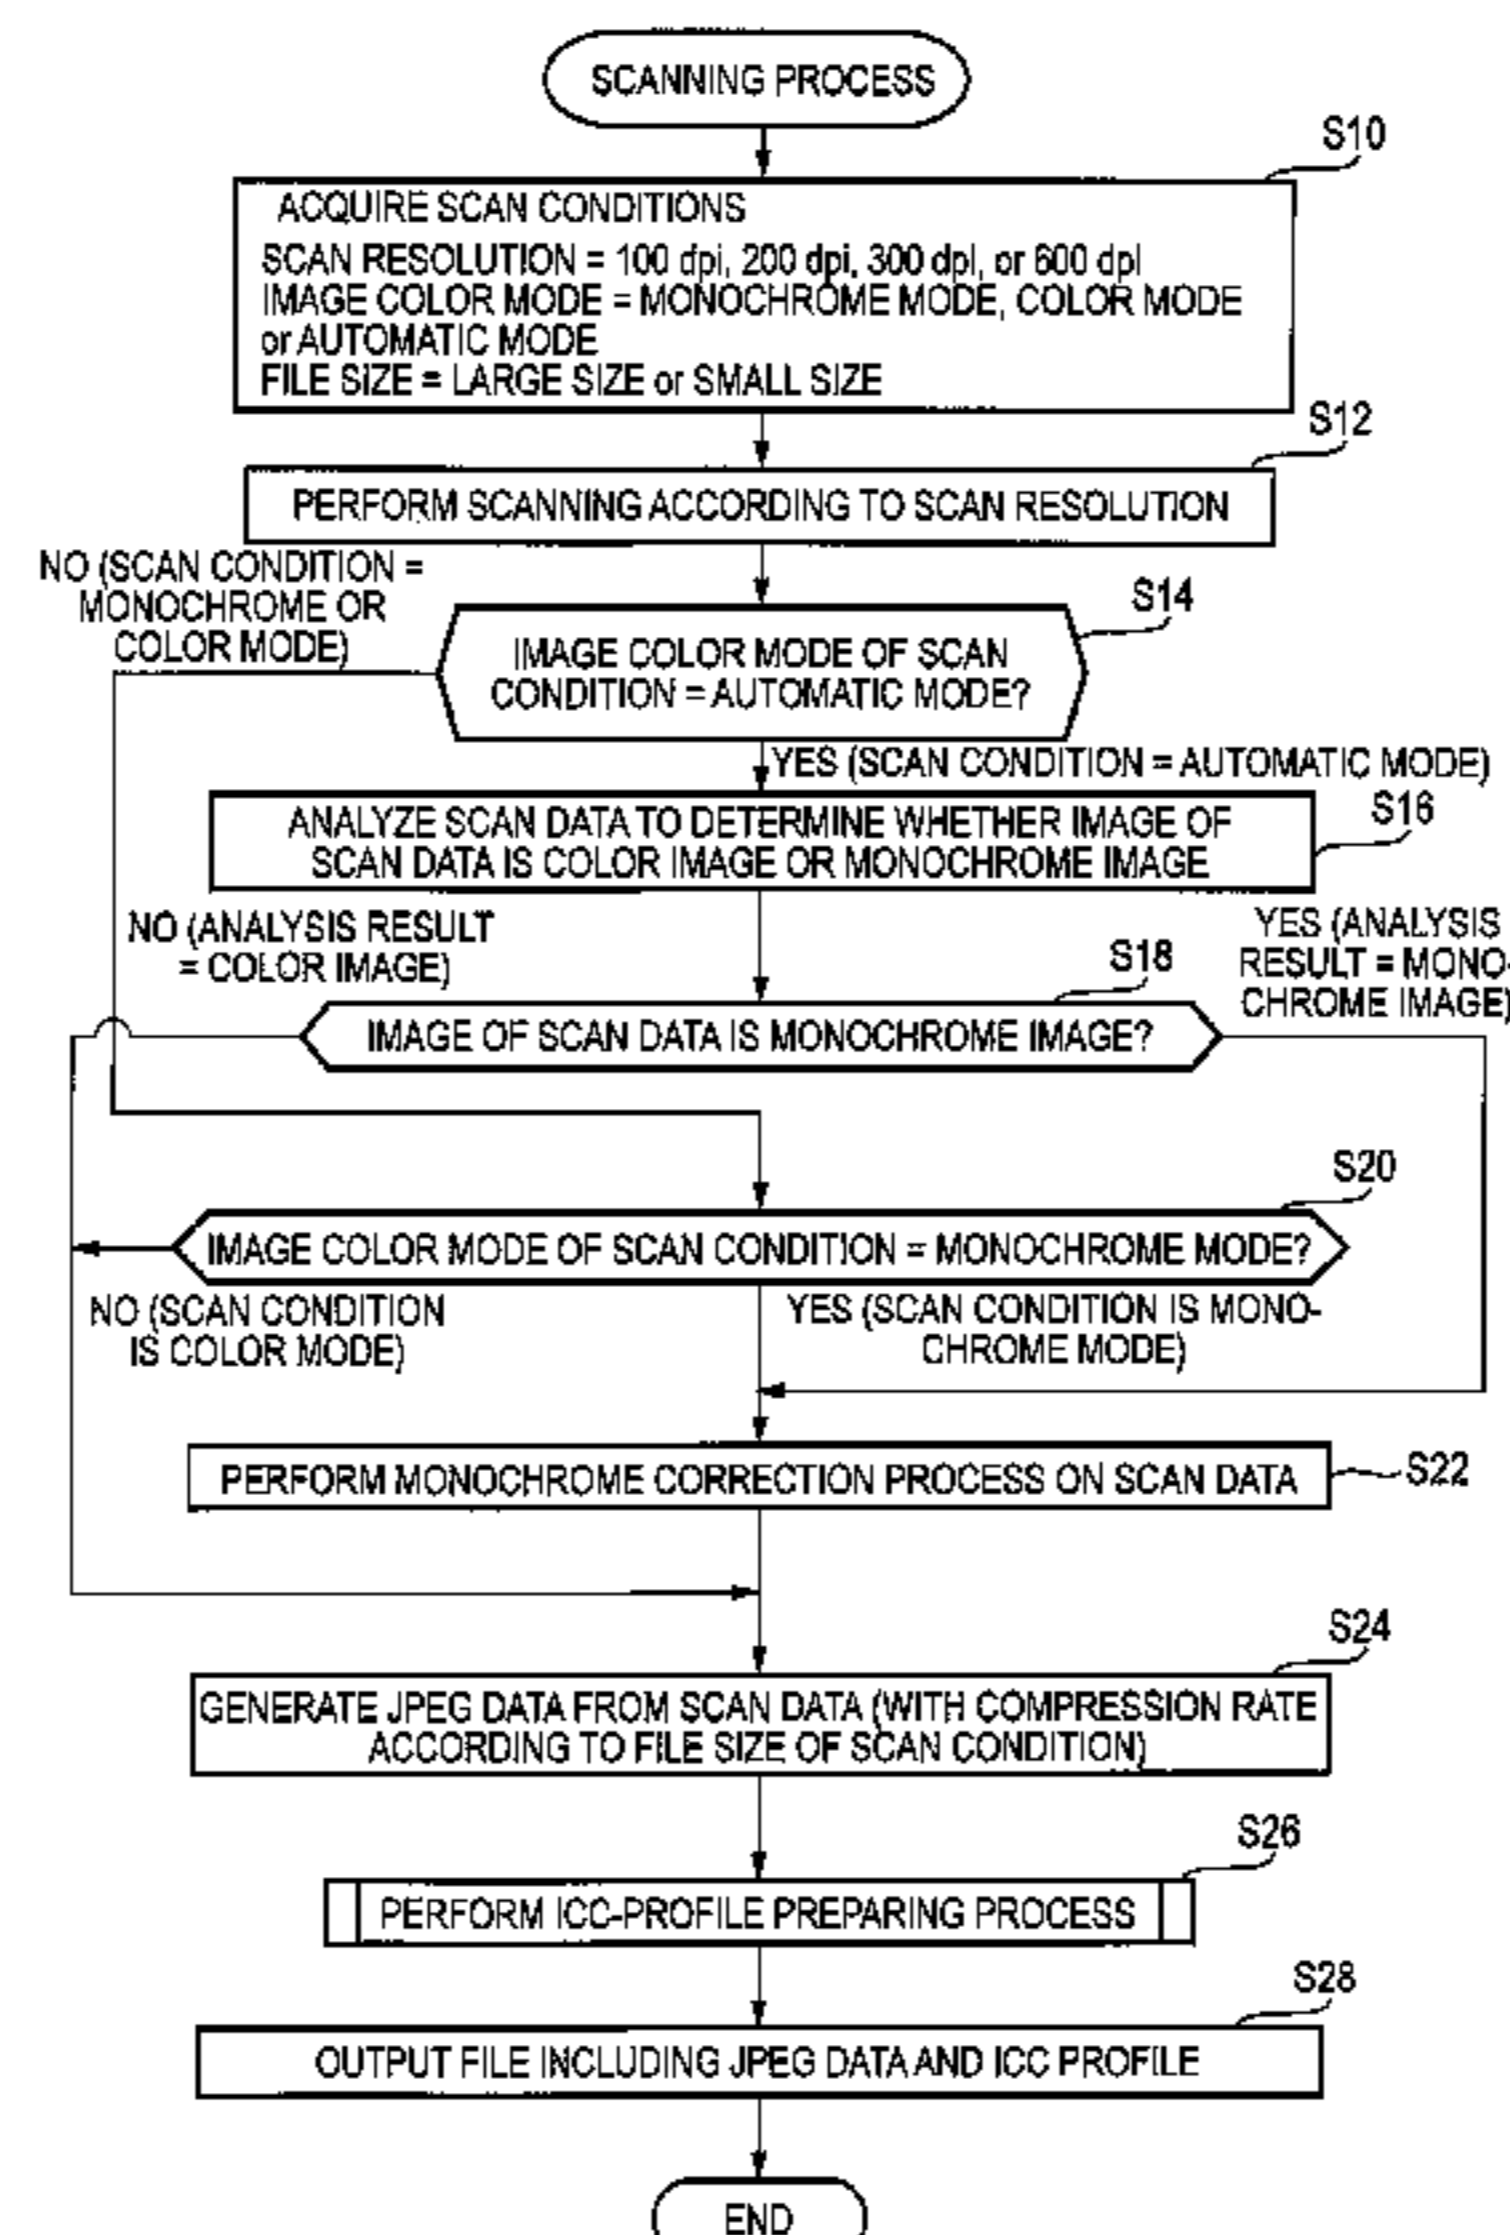 SCANNING PROCESS
S10
ACQUIRE SCAN CONDITIONS
SCAN RESOLUTION = 100 dpi, 200 dpi, 300 dpl, or 600 dpl
IMAGE COLOR MODE = MONOCHROME MODE, COLOR MODE
or AUTOMATIC MODE
FILE SIZE = LARGE SIZE or SMALL SIZE
S12
PERFORM SCANNING ACCORDING TO SCAN RESOLUTION
NO (SCAN CONDITION =
MONOCHROME OR
COLOR MODE)
S14
IMAGE COLOR MODE OF SCAN
CONDITION = AUTOMATIC MODE?
YES (SCAN CONDITION = AUTOMATIC MODE)
S16
ANALYZE SCAN DATA TO DETERMINE WHETHER IMAGE OF
SCAN DATA IS COLOR IMAGE OR MONOCHROME IMAGE
NO (ANALYSIS RESULT
= COLOR IMAGE)
S18
YES (ANALYSIS
RESULT = MONO-
CHROME IMAGE)
IMAGE OF SCAN DATA IS MONOCHROME IMAGE?
S20
IMAGE COLOR MODE OF SCAN CONDITION = MONOCHROME MODE?
NO (SCAN CONDITION
IS COLOR MODE)
YES (SCAN CONDITION IS MONO-
CHROME MODE)
PERFORM MONOCHROME CORRECTION PROCESS ON SCAN DATA
S22
S24
GENERATE JPEG DATA FROM SCAN DATA (WITH COMPRESSION RATE
ACCORDING TO FILE SIZE OF SCAN CONDITION)
S26
PERFORM ICC-PROFILE PREPARING PROCESS
S28
OUTPUT FILE INCLUDING JPEG DATA AND ICC PROFILE
END